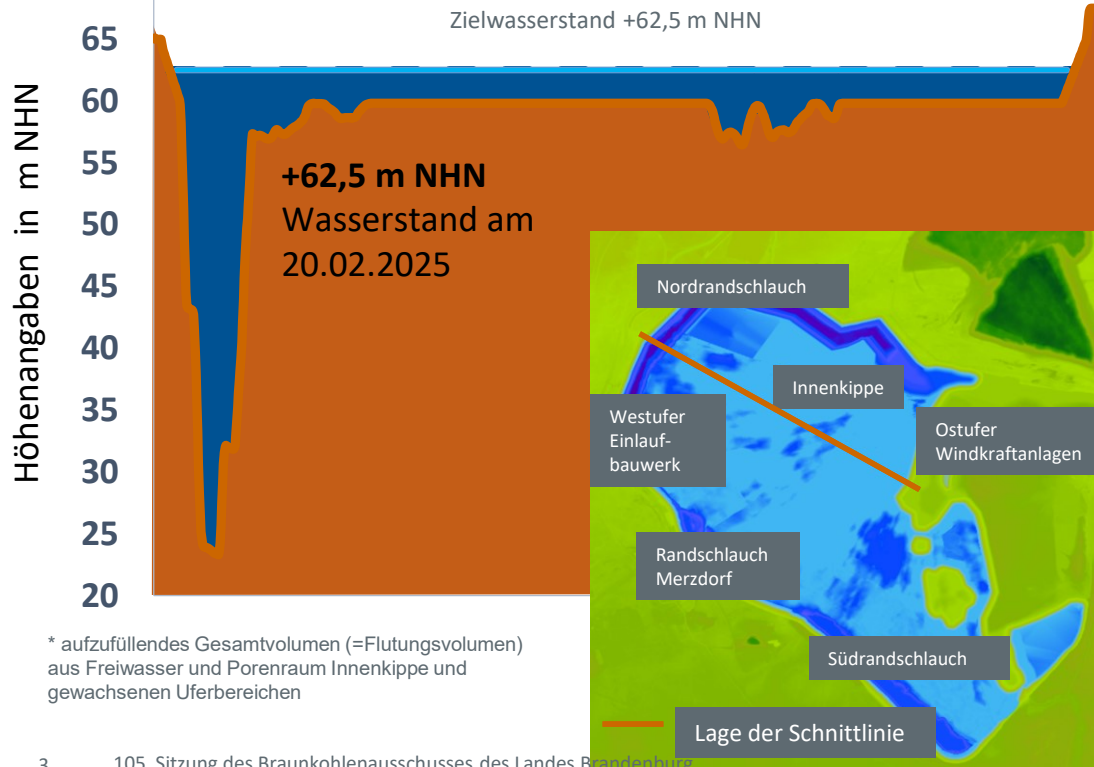 Zielwasserstand +62,5 m NHN
Höhenangaben in m NHN
65
60
55
50
45
40
35
30
25
20
+62,5 m NHN
Wasserstand am
20.02.2025
Nordrandschlauch
Innenkippe
Westufer
Einlauf-
bauwerk
Ostufer
Windkraftanlagen
Randschlauch
Merzdorf
Südrandschlauch
Lage der Schnittlinie
* aufzufüllendes Gesamtvolumen (=Flutungsvolumen)
aus Freiwasser und Porenraum Innenkippe und
gewachsenen Uferbereichen
3 105. Sitzung des Braunkohlenausschusses des Landes Brandenburg